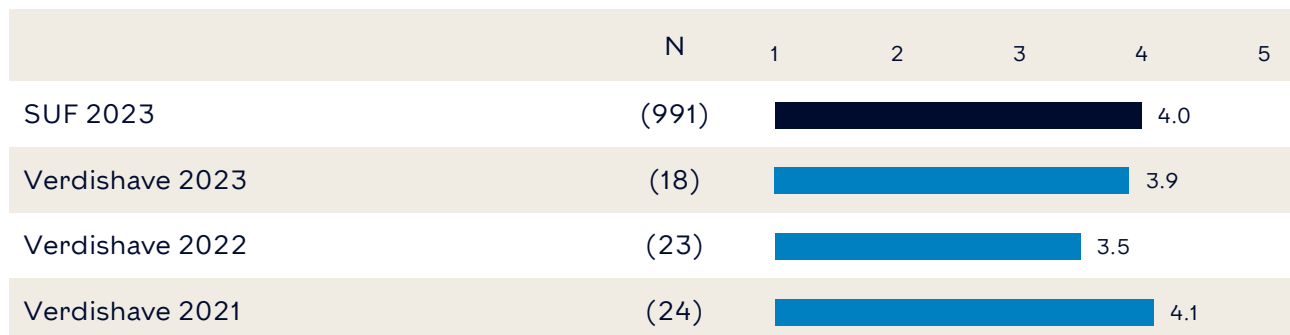 N 1 2 3 4 5
SUF 2023 (991) 4.0
Verdishave 2023 (18) 3.9
Verdishave 2022 (23) 3.5
Verdishave 2021 (24) 4.1